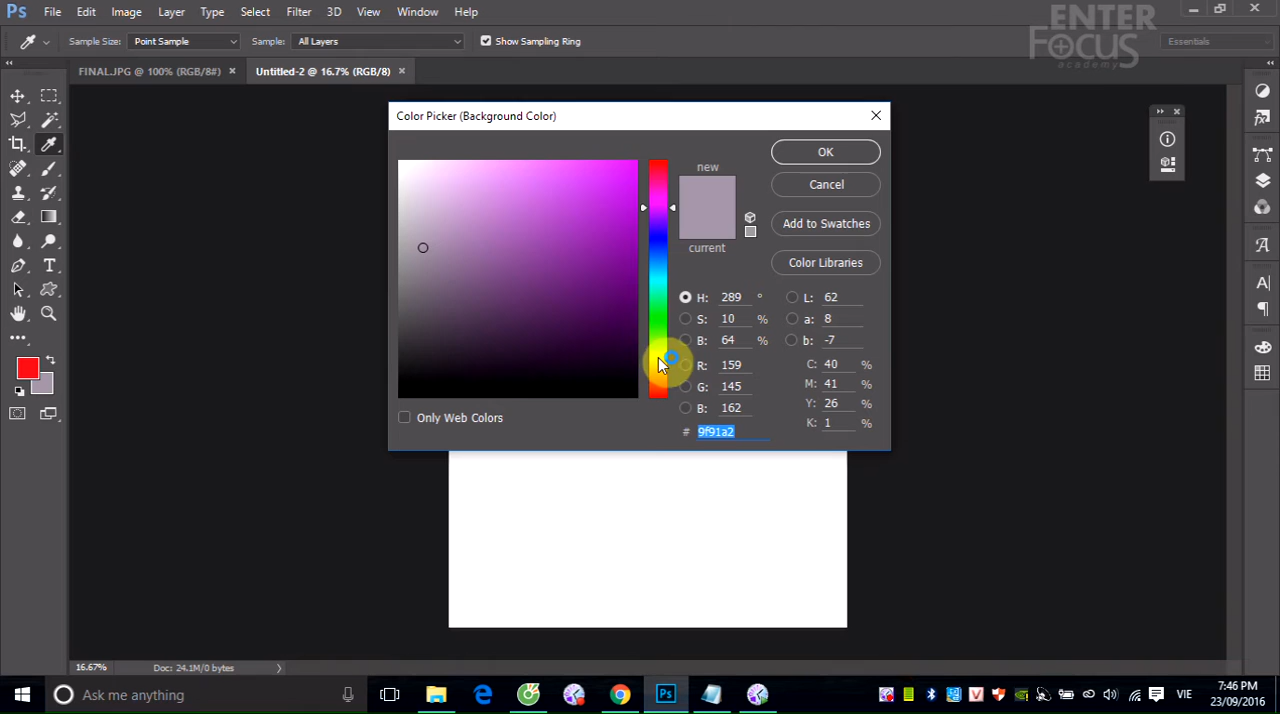 Ps File Edit Image Layer Type Select Filter 3D View Window Help
ENTER
FOCUS
academy
Sample Size: Point Sample Sample: All Layers Show Sampling Ring Essentials
FINAL.JPG @ 100% (RGB/8#) × Untitled-2 @ 16.7% (RGB/8) ×
Color Picker (Background Color)
new
OK
Cancel
Add to Swatches
current
Color Libraries
H: 289 ° L: 62
S: 10 % a: 8
B: 64 % b: -7
R: 159 C: 40 %
G: 145 M: 41 %
B: 162 Y: 26 %
K: 1 %
# 9f91a2
Only Web Colors
16.67% Doc: 24.1M/0 bytes
Ask me anything
Ps
VIE
7:46 PM
23/09/2016